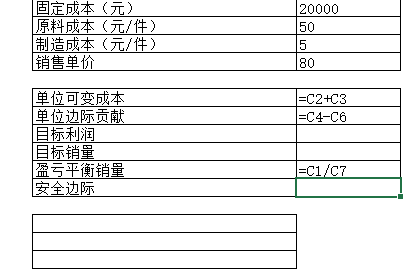 固定成本（元） 20000
原料成本（元/件） 50
制造成本（元/件） 5
销售单价 80
单位可变成本 =C2+C3
单位边际贡献 =C4-C6
目标利润
目标销量
盈亏平衡销量 =C1/C7
安全边际